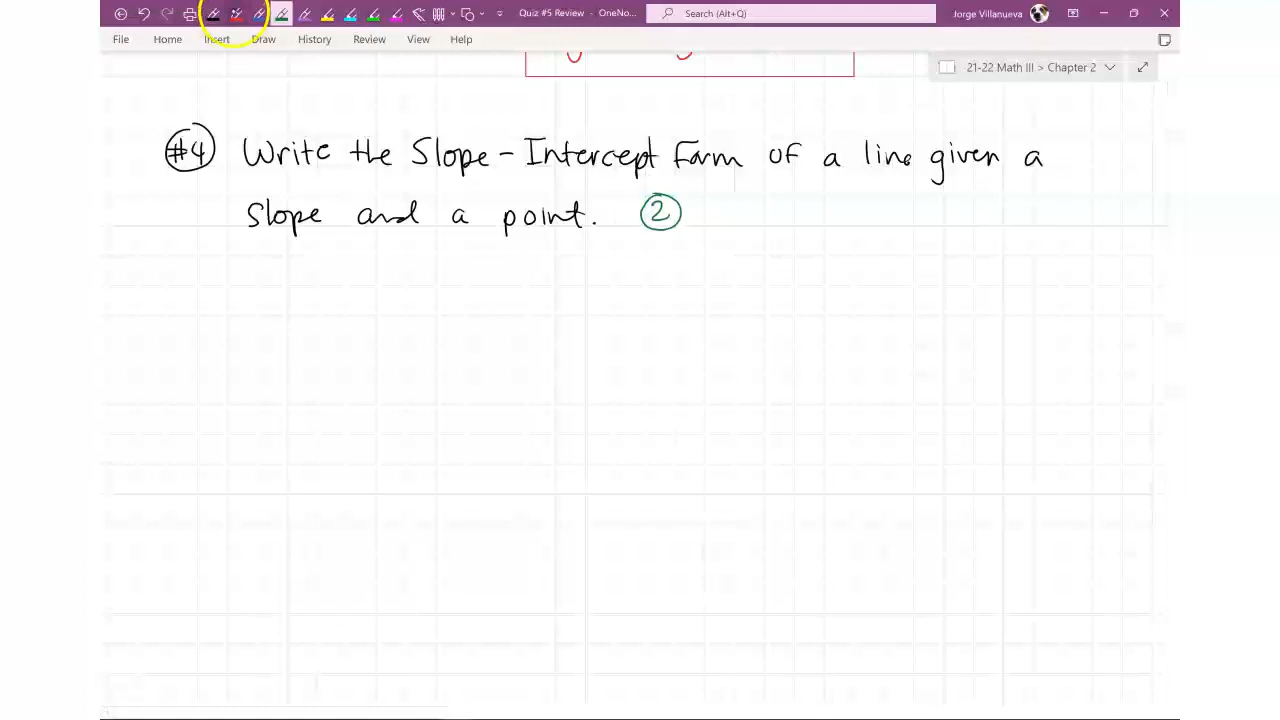 Quiz #5 Review - OneNo...
Search (Alt+Q)
Jorge Villanueva
File Home Insert Draw History Review View Help
21-22 Math III > Chapter 2
#4 Write the Slope-Intercept Form of a line given a
slope and a point. 2